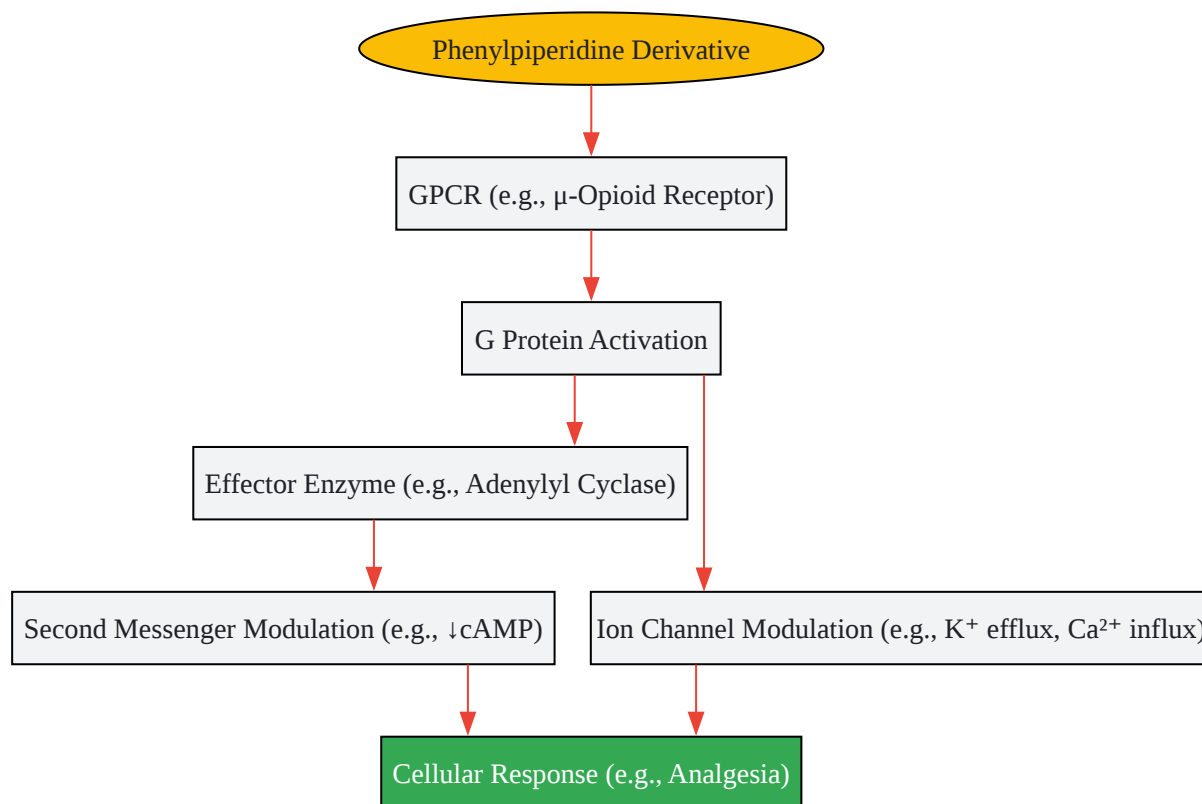 Phenylpiperidine Derivative
GPCR (e.g., μ-Opioid Receptor)
G Protein Activation
Effector Enzyme (e.g., Adenylyl Cyclase)
Second Messenger Modulation (e.g., ↓cAMP)
Ion Channel Modulation (e.g., K⁺ efflux, Ca²⁺ influx)
Cellular Response (e.g., Analgesia)